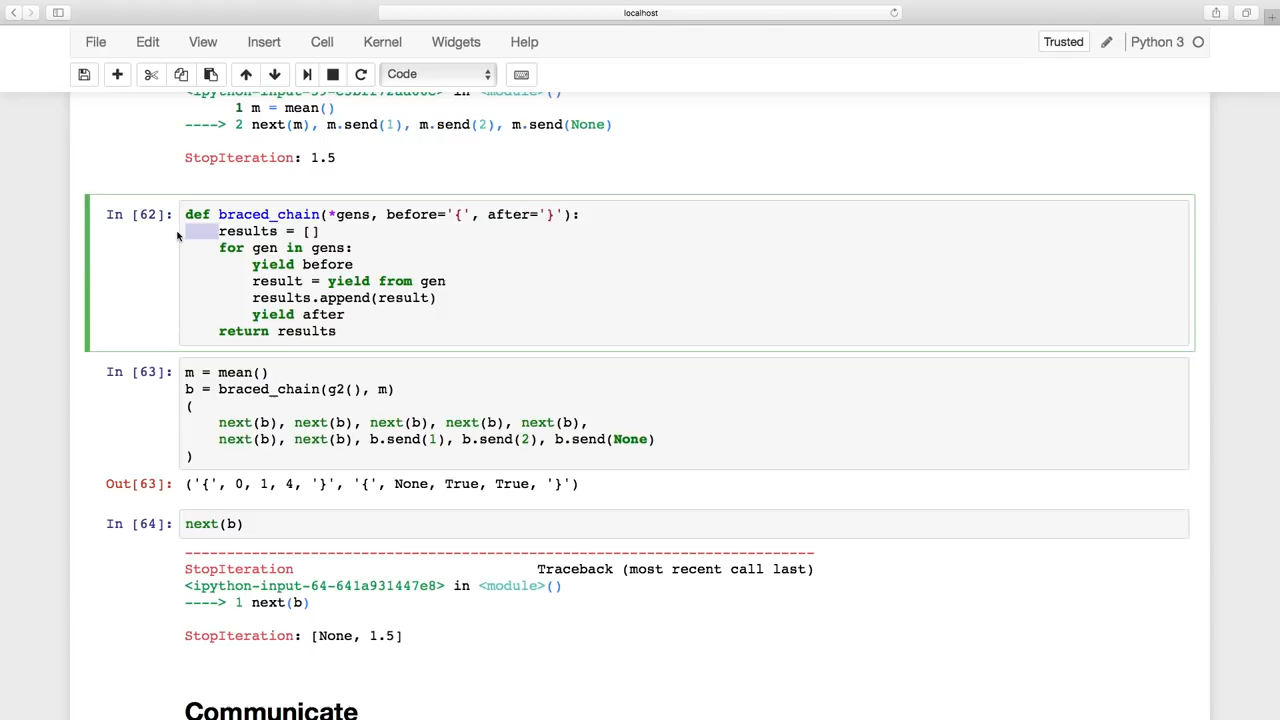 localhost
File Edit View Insert Cell Kernel Widgets Help Trusted Python 3
Code
in <module>()
1 m = mean()
----> 2 next(m), m.send(1), m.send(2), m.send(None)
StopIteration: 1.5
In [62]: def braced_chain(*gens, before='{', after='}'):
results = []
for gen in gens:
yield before
result = yield from gen
results.append(result)
yield after
return results
In [63]: m = mean()
b = braced_chain(g2(), m)
(
next(b), next(b), next(b), next(b), next(b),
next(b), next(b), b.send(1), b.send(2), b.send(None)
)
Out[63]: ('{', 0, 1, 4, '}', '{', None, True, True, '}')
In [64]: next(b)
---------------------------------------------------------------------------
StopIteration Traceback (most recent call last)
<ipython-input-64-641a931447e8> in <module>()
----> 1 next(b)
StopIteration: [None, 1.5]
Communicate